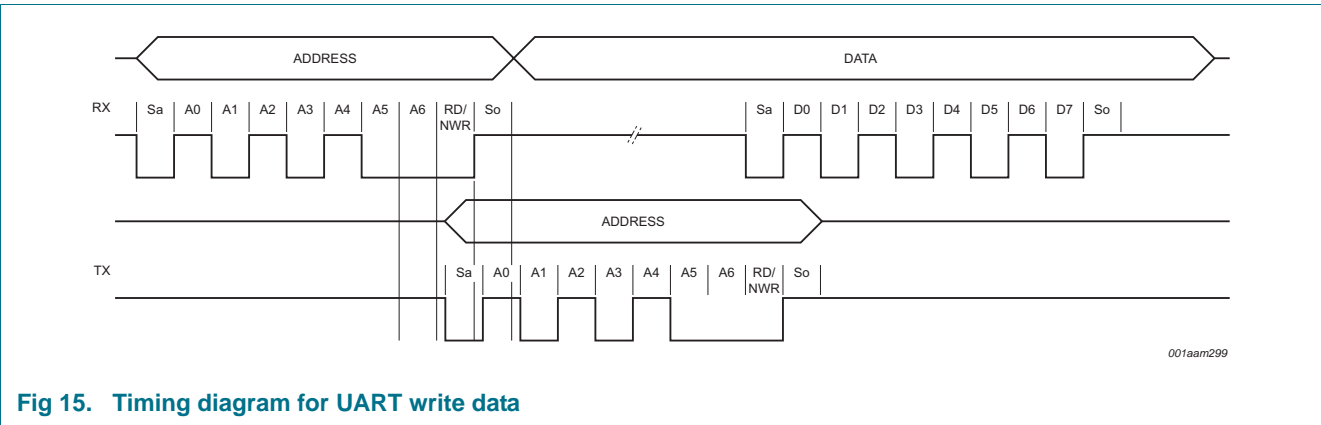 ADDRESS DATA
RX Sa A0 A1 A2 A3 A4 A5 A6 RD/ So Sa D0 D1 D2 D3 D4 D5 D6 D7 So
NWR
ADDRESS
TX Sa A0 A1 A2 A3 A4 A5 A6 RD/ So
NWR
001aam299
Fig 15. Timing diagram for UART write data